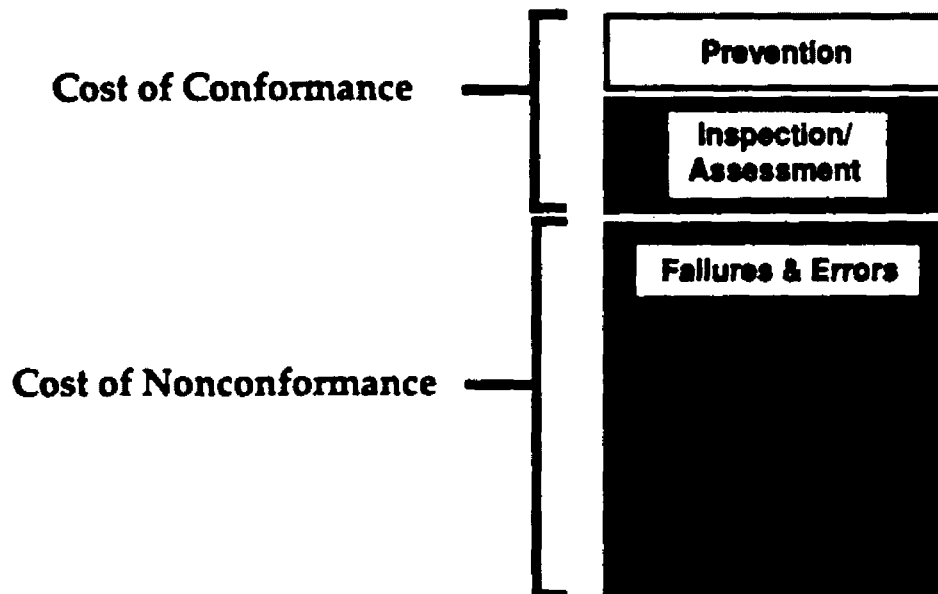 Cost of Conformance
Prevention
Inspection/
Assessment
Failures & Errors
Cost of Nonconformance